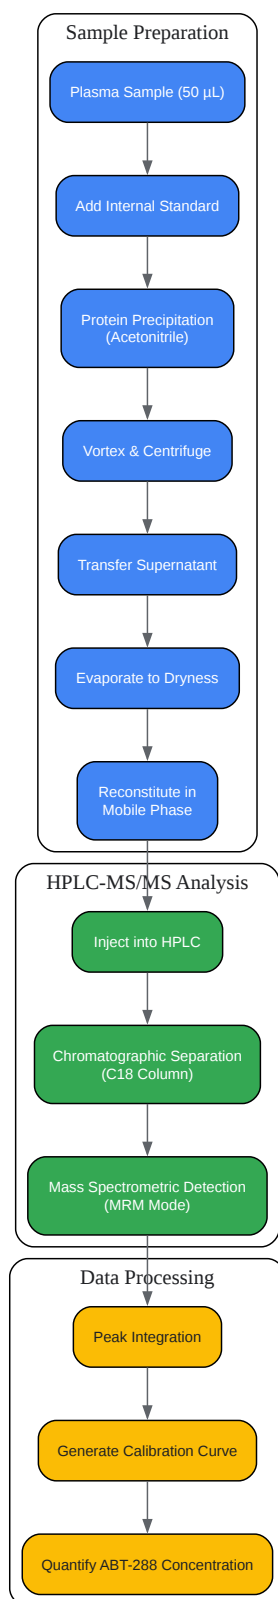 Sample Preparation
Plasma Sample (50 µL)
Add Internal Standard
Protein Precipitation
(Acetonitrile)
Vortex & Centrifuge
Transfer Supernatant
Evaporate to Dryness
Reconstitute in
Mobile Phase
HPLC-MS/MS Analysis
Inject into HPLC
Chromatographic Separation
(C18 Column)
Mass Spectrometric Detection
(MRM Mode)
Data Processing
Peak Integration
Generate Calibration Curve
Quantify ABT-288 Concentration